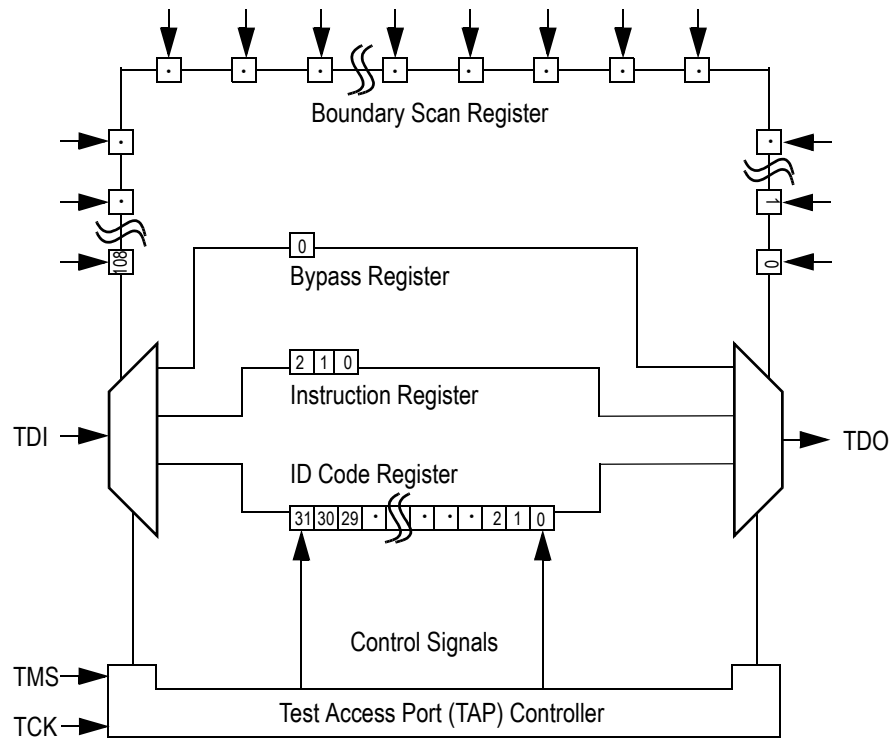 Boundary Scan Register
1
108
0
0
Bypass Register
2 1 0
Instruction Register
TDI
TDO
ID Code Register
31 30 29 · · · · 2 1 0
Control Signals
TMS
Test Access Port (TAP) Controller
TCK